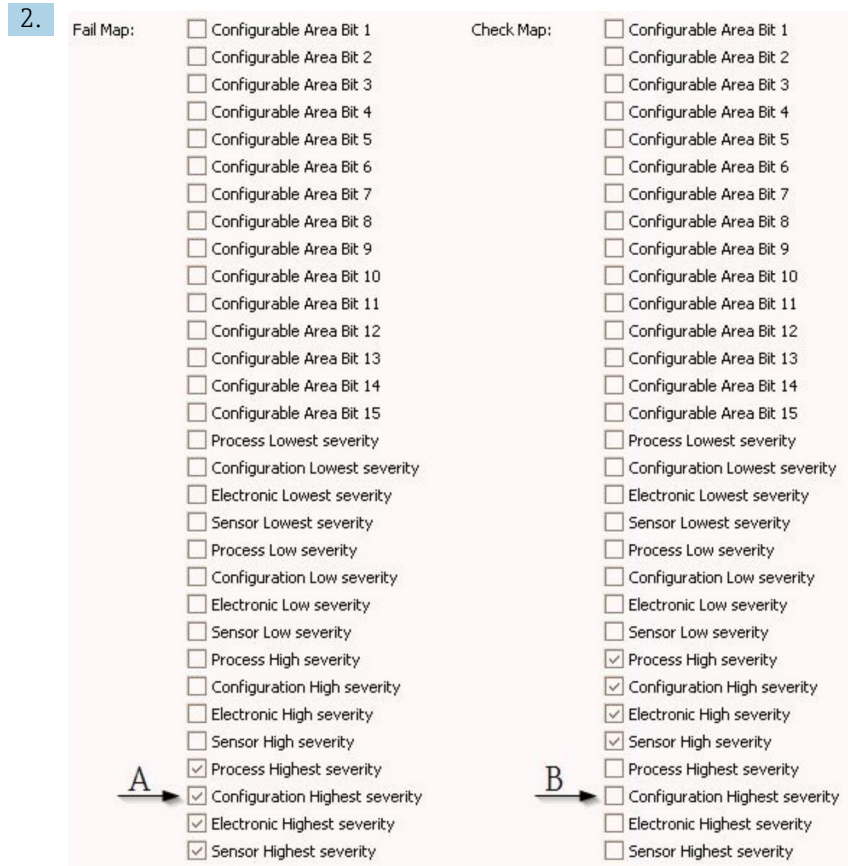 2.
Fail Map: Configurable Area Bit 1 Check Map: Configurable Area Bit 1
Configurable Area Bit 2 Configurable Area Bit 2
Configurable Area Bit 3 Configurable Area Bit 3
Configurable Area Bit 4 Configurable Area Bit 4
Configurable Area Bit 5 Configurable Area Bit 5
Configurable Area Bit 6 Configurable Area Bit 6
Configurable Area Bit 7 Configurable Area Bit 7
Configurable Area Bit 8 Configurable Area Bit 8
Configurable Area Bit 9 Configurable Area Bit 9
Configurable Area Bit 10 Configurable Area Bit 10
Configurable Area Bit 11 Configurable Area Bit 11
Configurable Area Bit 12 Configurable Area Bit 12
Configurable Area Bit 13 Configurable Area Bit 13
Configurable Area Bit 14 Configurable Area Bit 14
Configurable Area Bit 15 Configurable Area Bit 15
Process Lowest severity Process Lowest severity
Configuration Lowest severity Configuration Lowest severity
Electronic Lowest severity Electronic Lowest severity
Sensor Lowest severity Sensor Lowest severity
Process Low severity Process Low severity
Configuration Low severity Configuration Low severity
Electronic Low severity Electronic Low severity
Sensor Low severity Sensor Low severity
Process High severity Process High severity
Configuration High severity Configuration High severity
Electronic High severity Electronic High severity
Sensor High severity Sensor High severity
Process Highest severity Process Highest severity
A Configuration Highest severity B Configuration Highest severity
Electronic Highest severity Electronic Highest severity
Sensor Highest severity Sensor Highest severity